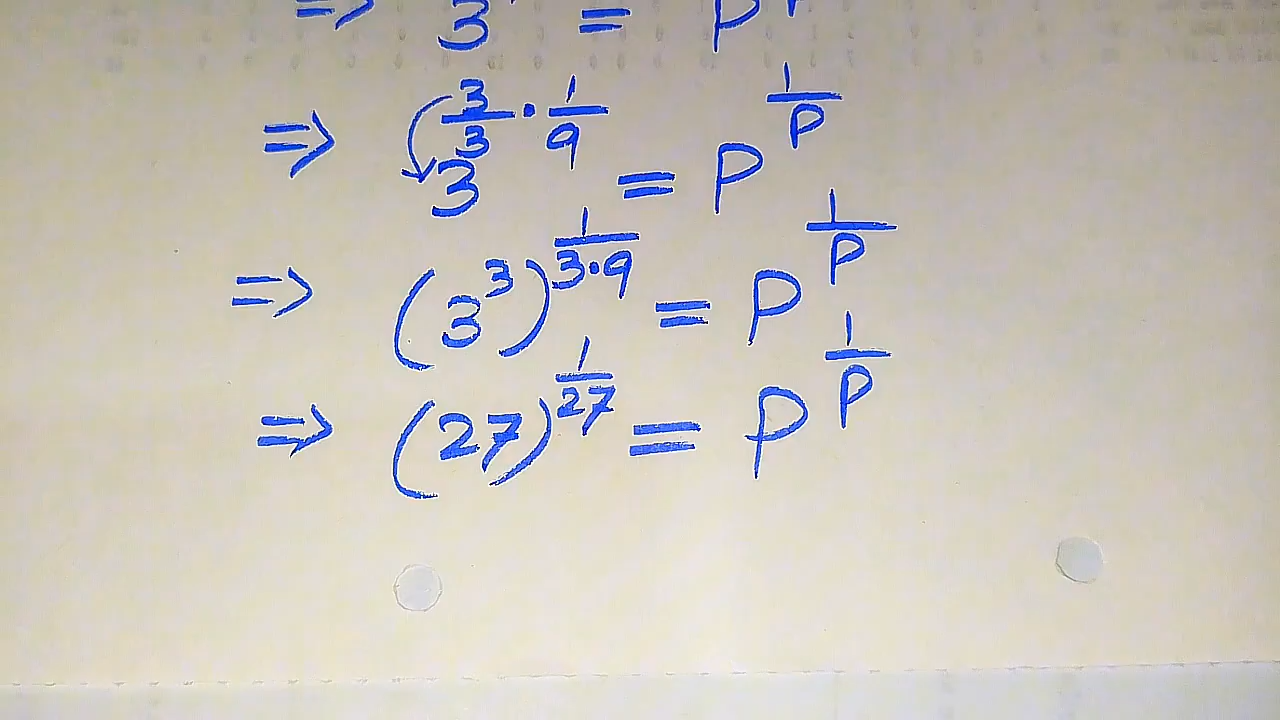 ⇒ 3 = P
⇒ 3^(3/3 · 1/9) = P^(1/P)
⇒ (3^3)^(1/(3·9)) = P^(1/P)
⇒ (27)^(1/27) = P^(1/P)